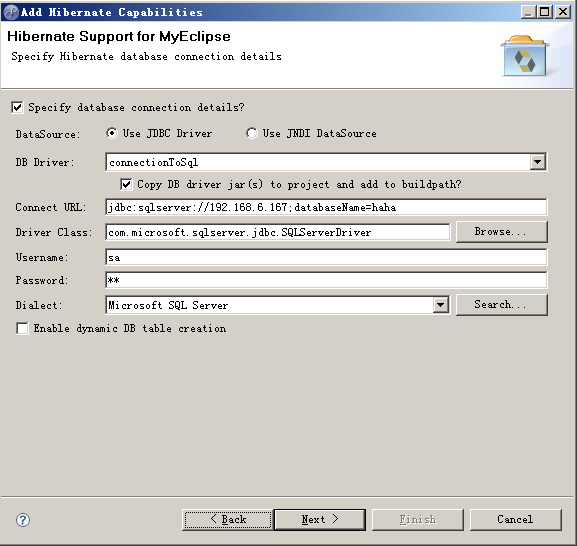 Add Hibernate Capabilities
Hibernate Support for MyEclipse
Specify Hibernate database connection details
Specify database connection details?
DataSource: Use JDBC Driver Use JNDI DataSource
DB Driver: connectionToSql
Copy DB driver jar(s) to project and add to buildpath?
Connect URL: jdbc:sqlserver://192.168.6.167;databaseName=haha
Driver Class: com.microsoft.sqlserver.jdbc.SQLServerDriver Browse...
Username: sa
Password: **
Dialect: Microsoft SQL Server Search...
Enable dynamic DB table creation
? < Back Next > Finish Cancel